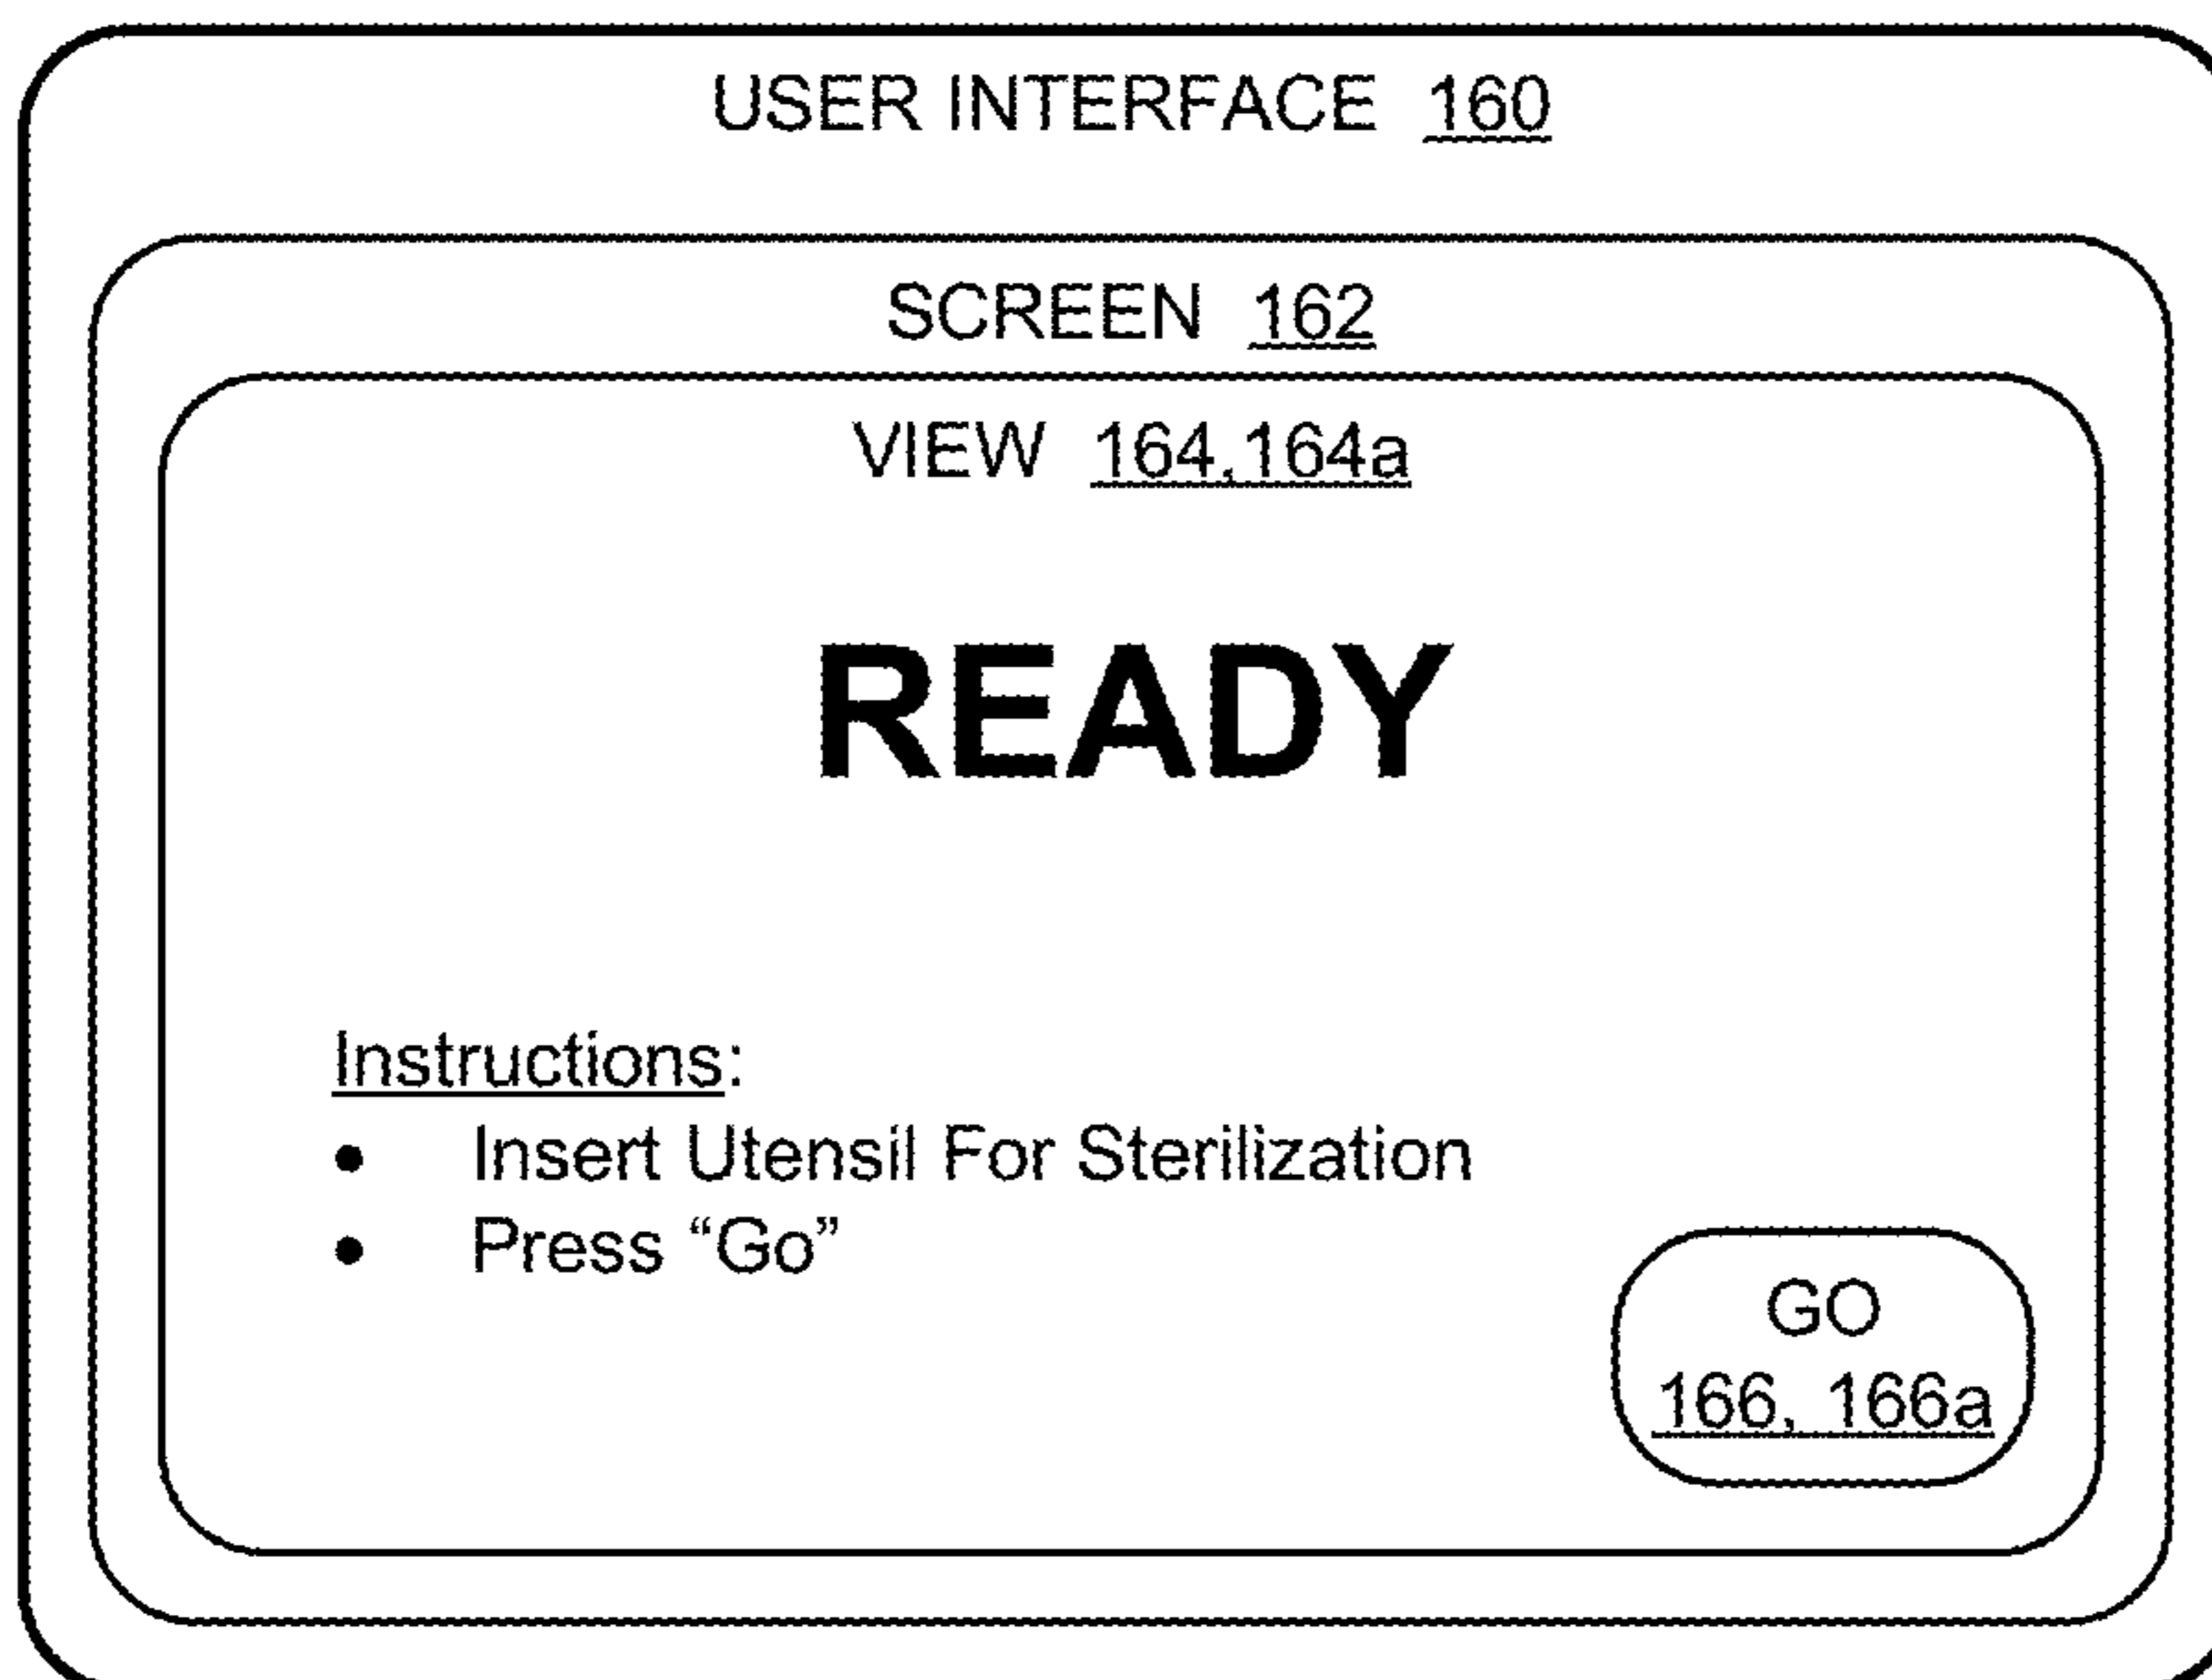 USER INTERFACE 160
SCREEN 162
VIEW 164,164a
READY
Instructions:
• Insert Utensil For Sterilization
• Press “Go”
GO
166, 166a